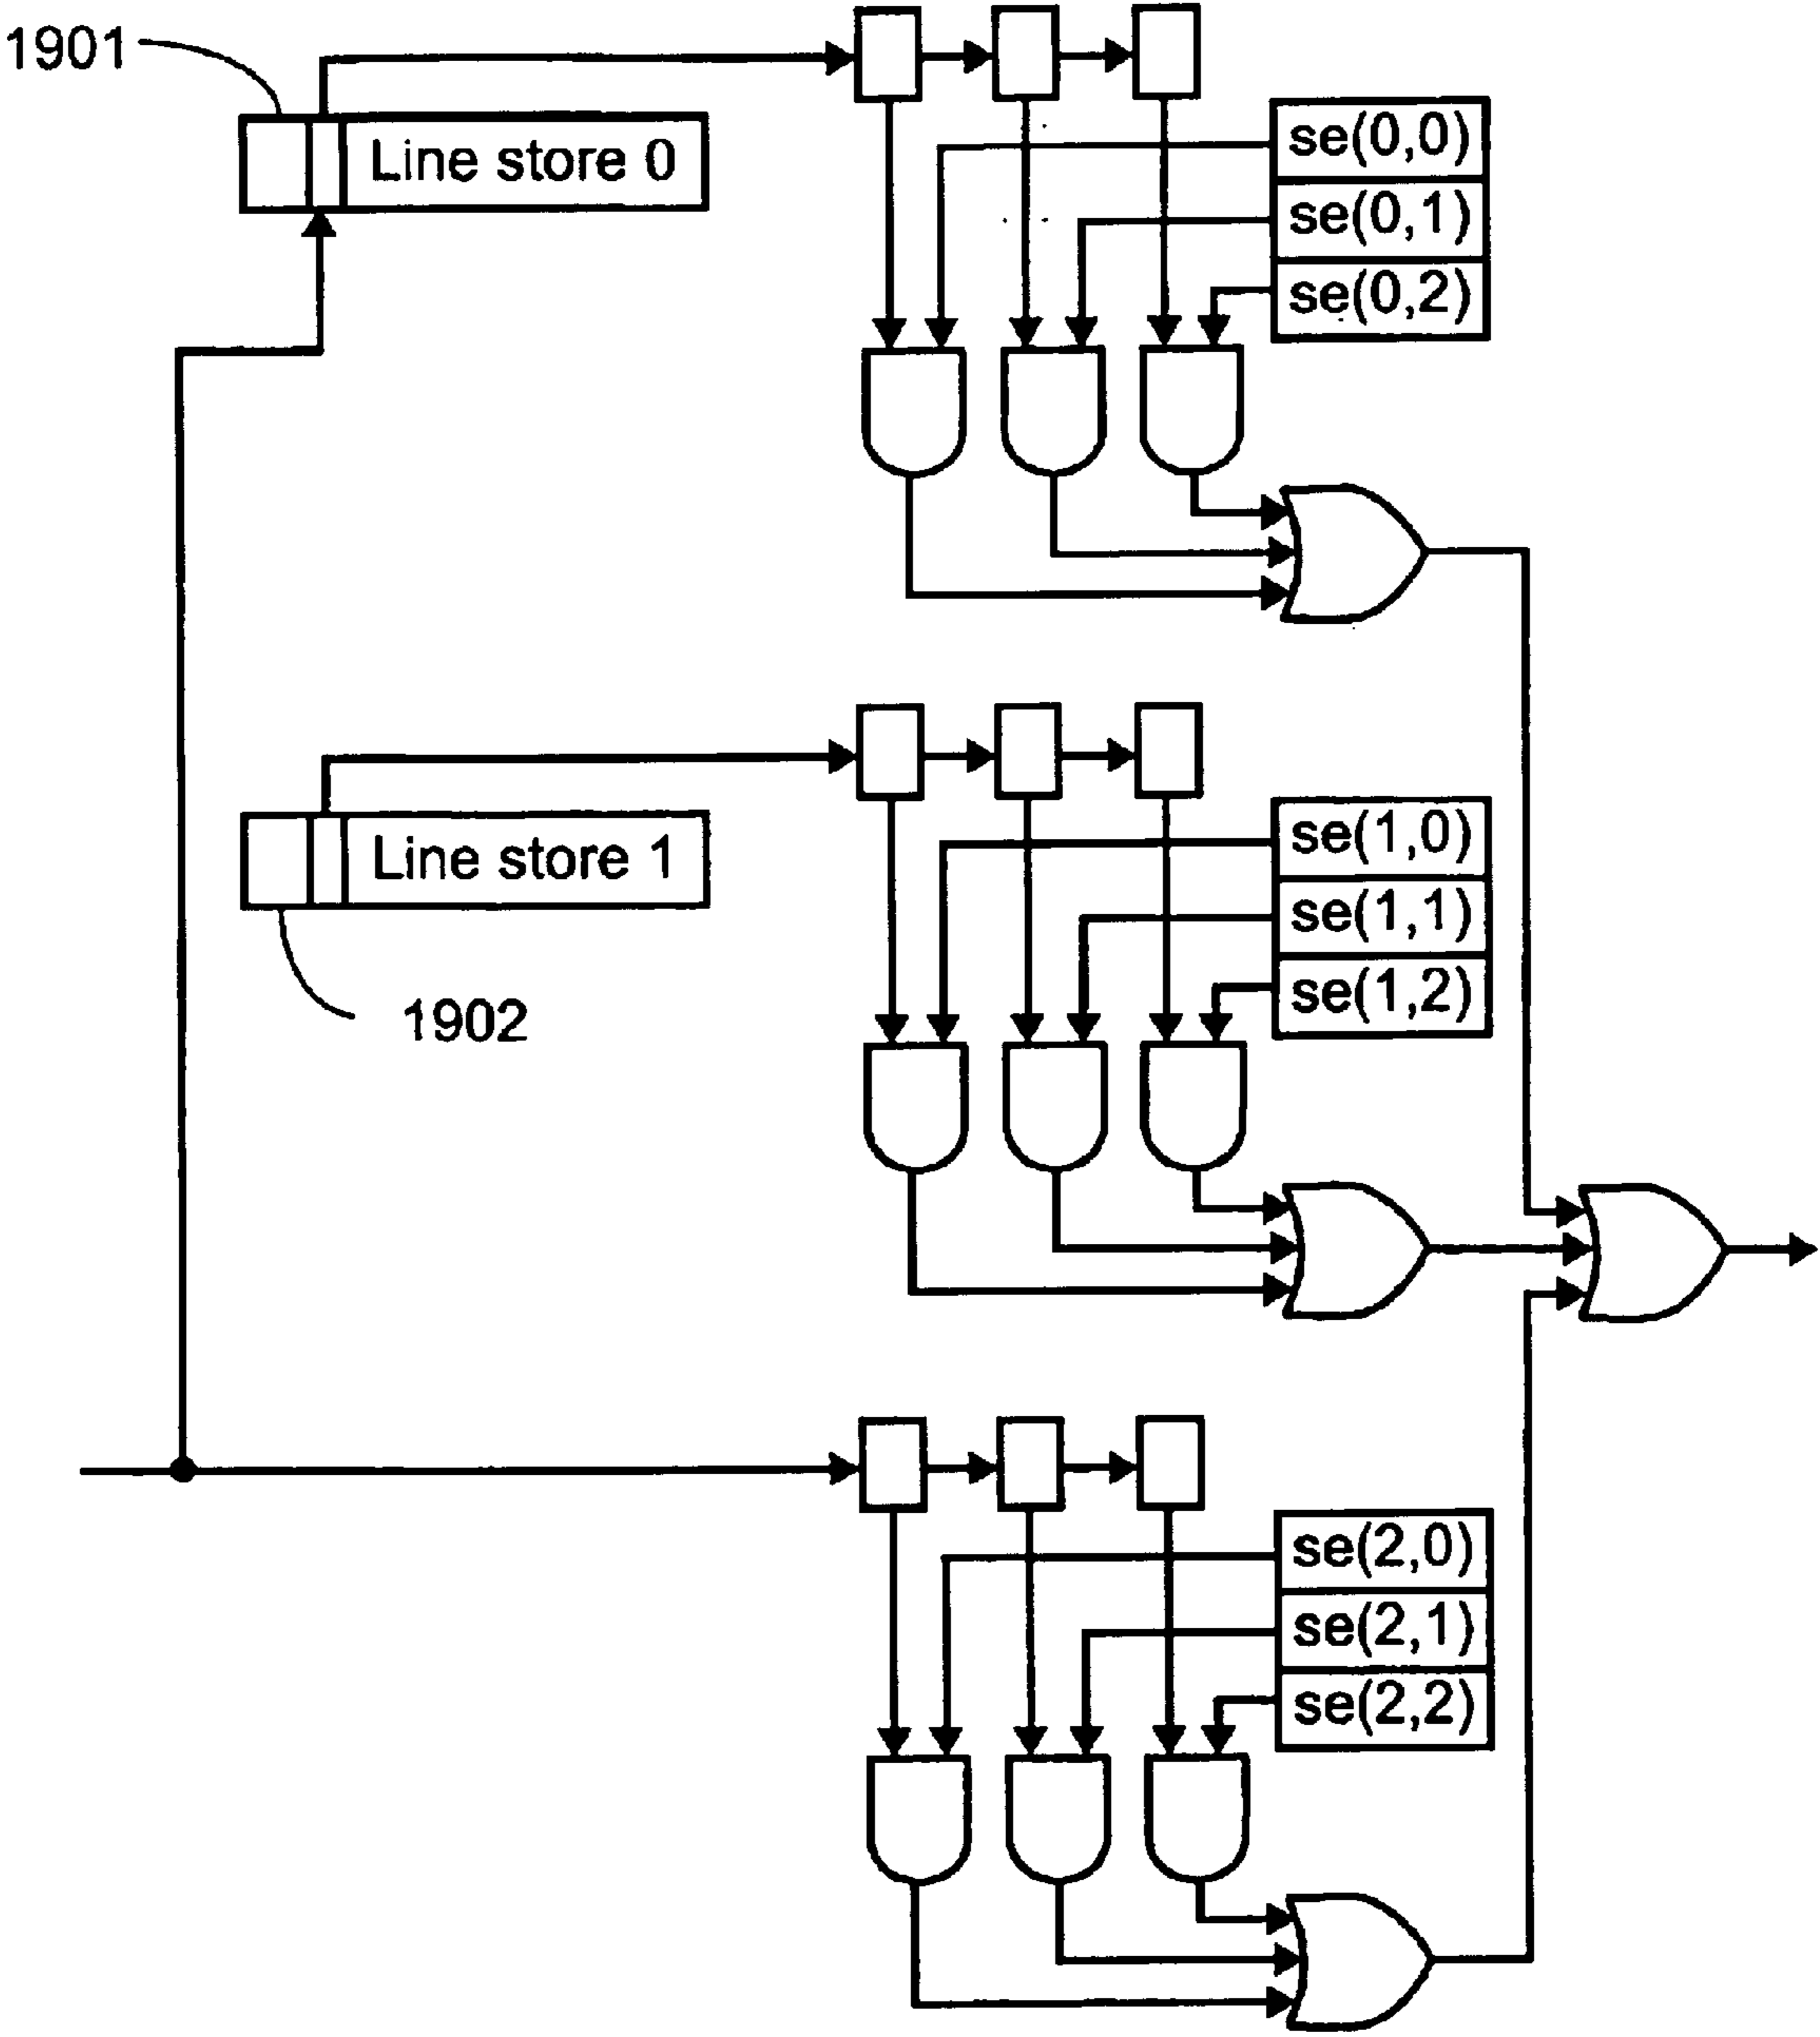 1901
Line store 0
se(0,0)
se(0,1)
se(0,2)
Line store 1
1902
se(1,0)
se(1,1)
se(1,2)
se(2,0)
se(2,1)
se(2,2)